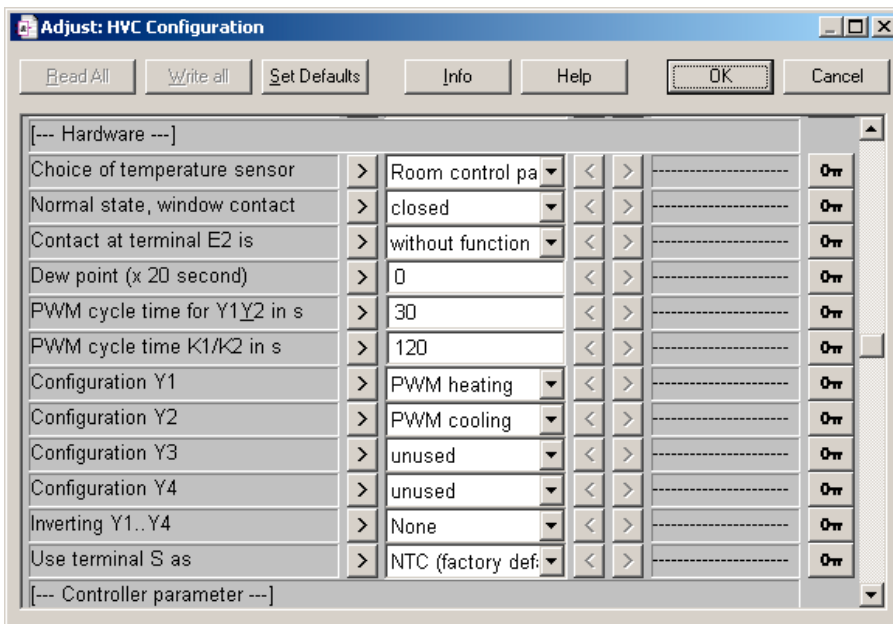 Adjust: HVC Configuration
Read All Write all Set Defaults Info Help OK Cancel
[--- Hardware ---]
Choice of temperature sensor > Room control pa < > ----------------------
Normal state, window contact > closed < > ----------------------
Contact at terminal E2 is > without function < > ----------------------
Dew point (x 20 second) > 0 < > ----------------------
PWM cycle time for Y1Y2 in s > 30 < > ----------------------
PWM cycle time K1/K2 in s > 120 < > ----------------------
Configuration Y1 > PWM heating < > ----------------------
Configuration Y2 > PWM cooling < > ----------------------
Configuration Y3 > unused < > ----------------------
Configuration Y4 > unused < > ----------------------
Inverting Y1..Y4 > None < > ----------------------
Use terminal S as > NTC (factory def < > ----------------------
[--- Controller parameter ---]